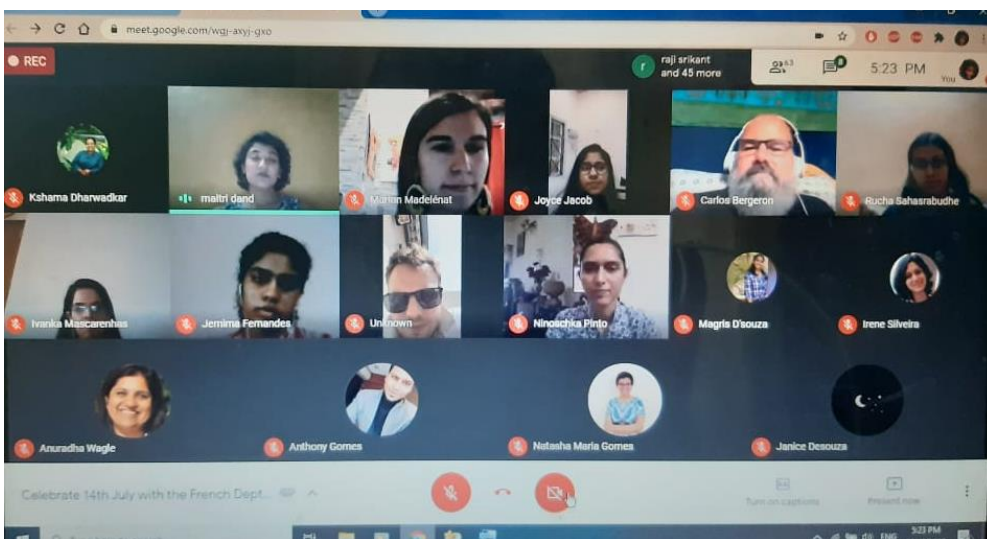 meet.google.com/wgj-axyj-gxo
REC
r
raji srikant
and 45 more
63
5:23 PM
You
Kshama Dharwadkar
maitri dand
Marion Madelénat
Joyce Jacob
Carlos Bergeron
Rucha Sahasrabudhe
Ivanka Mascarenhas
Jemima Fernandes
Unknown
Ninoschka Pinto
Magris D'souza
Irene Silveira
Anuradha Wagle
Anthony Gomes
Natasha Maria Gomes
Janice Desouza
Celebrate 14th July with the French Dept...
Turn on captions
Present now
ENG
5:23 PM